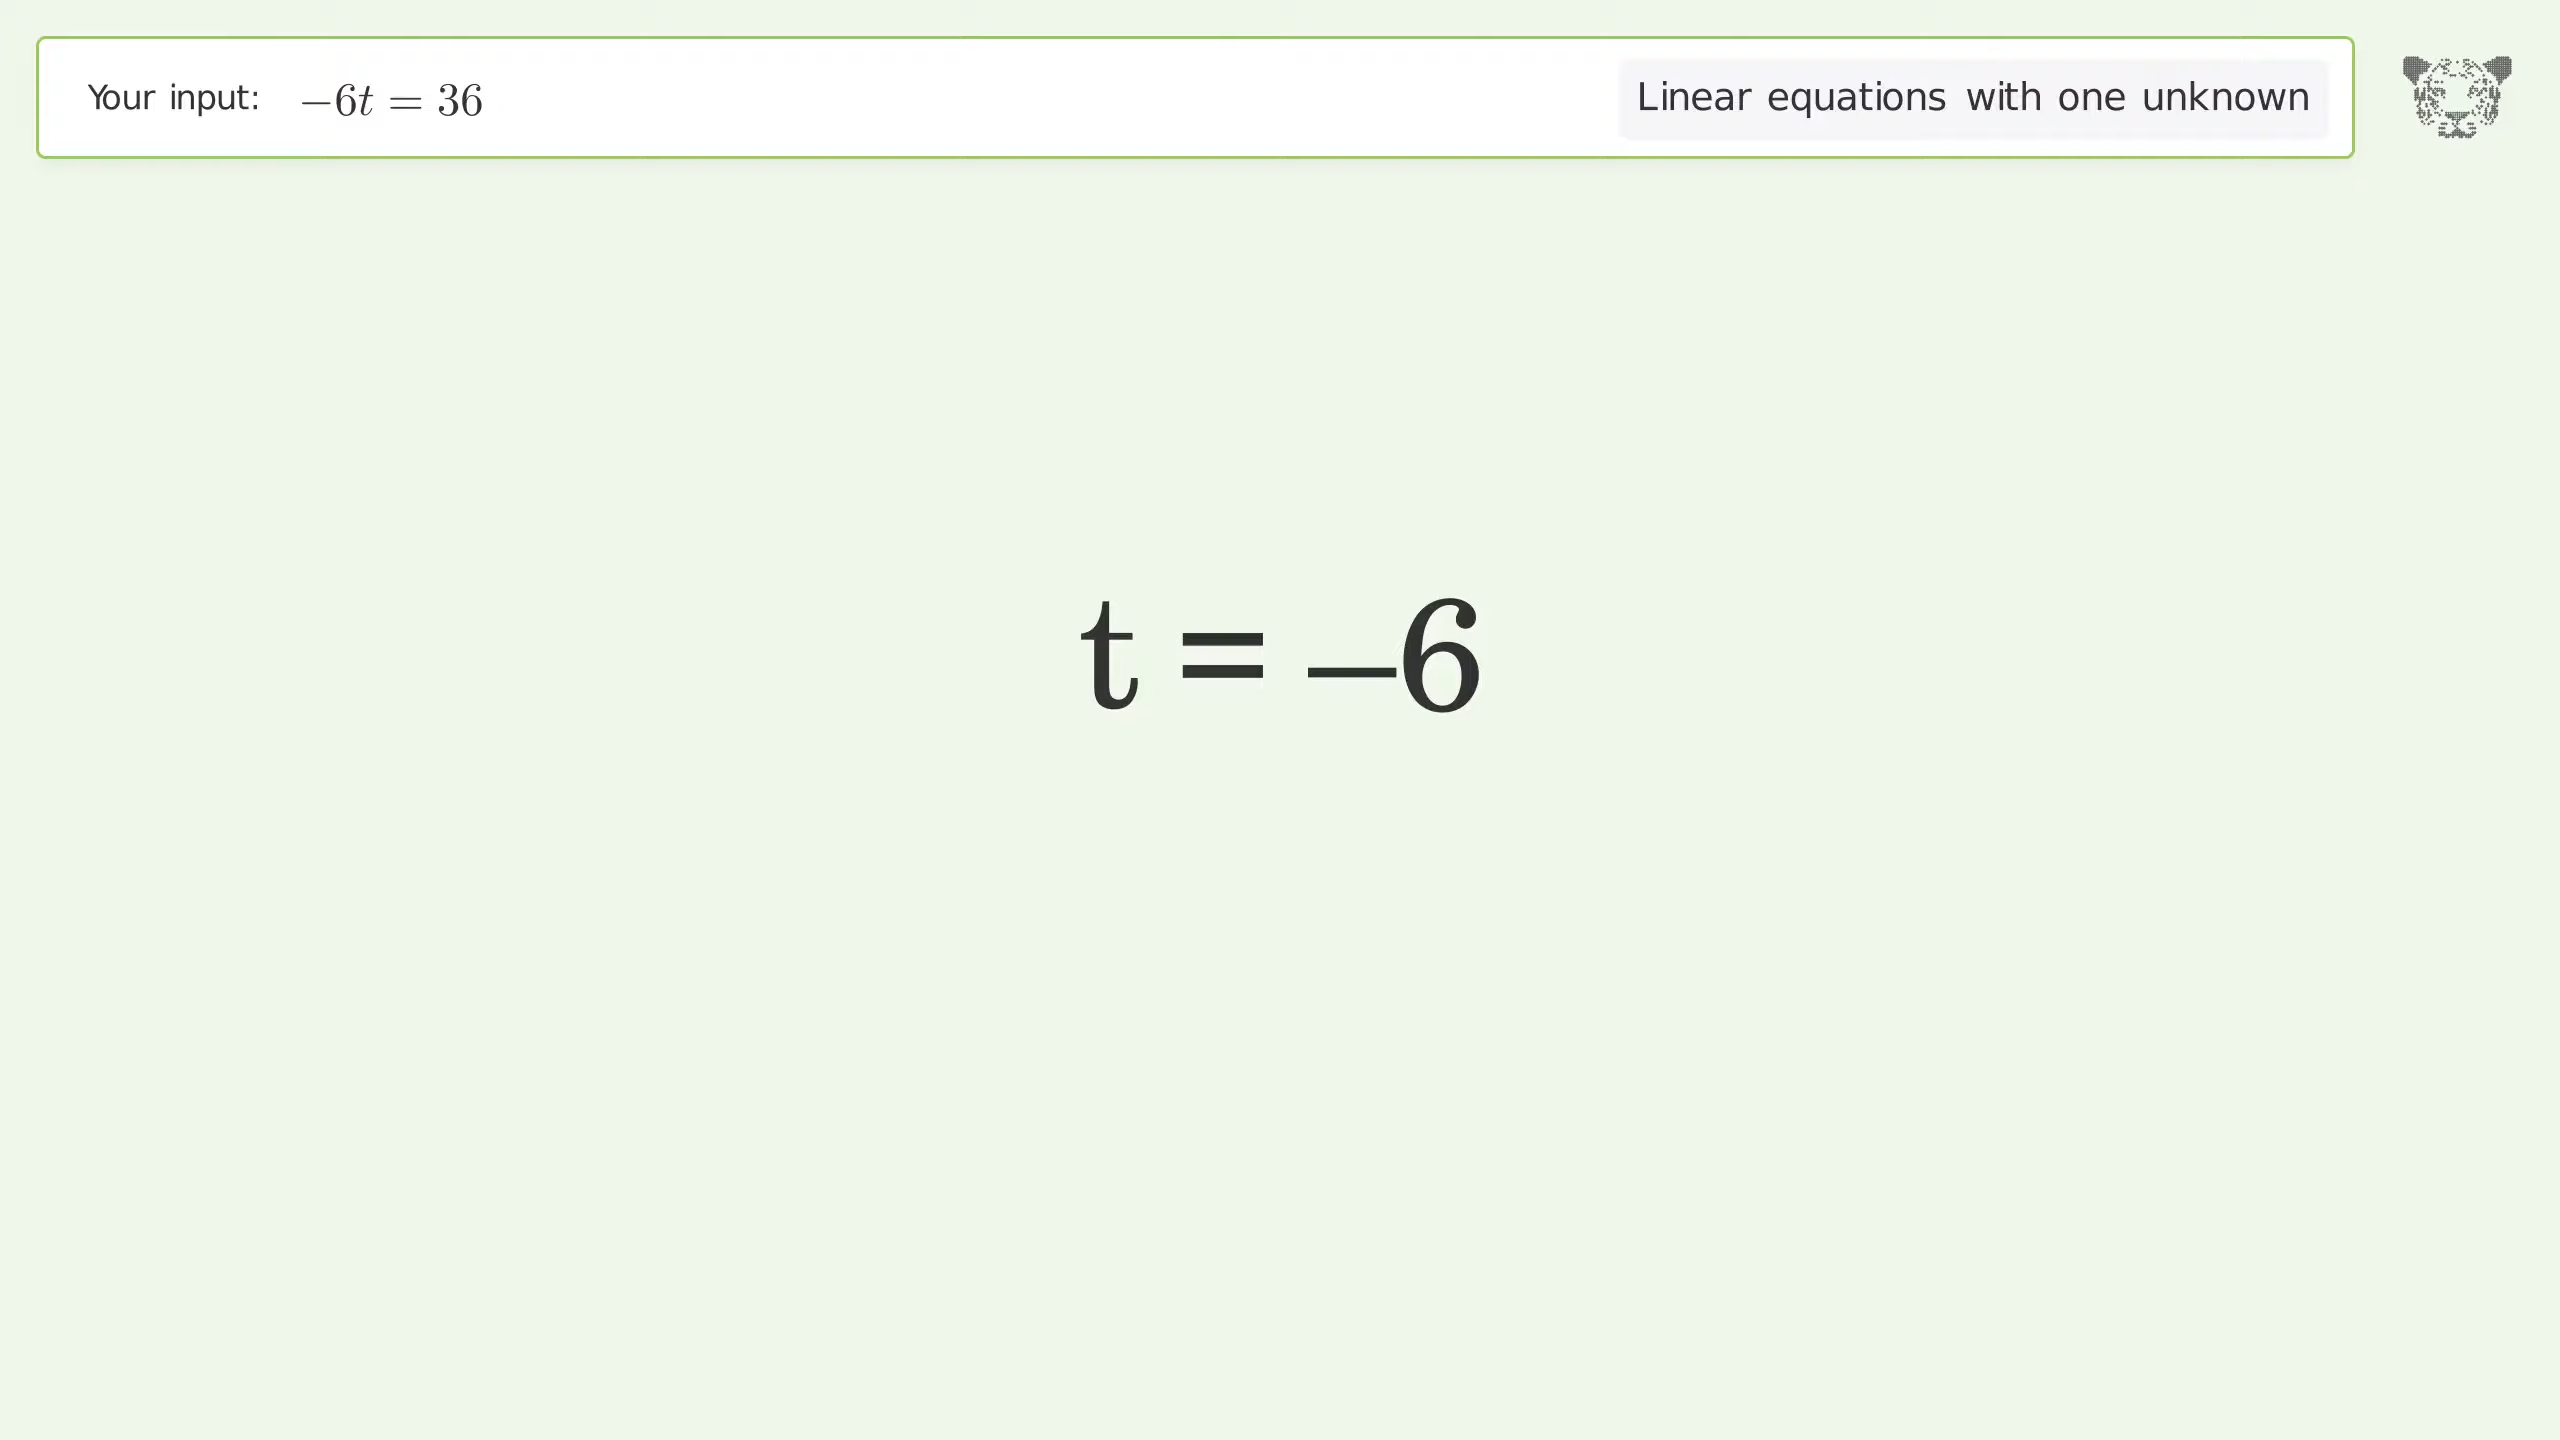 Your input: −6t = 36
Linear equations with one unknown
t = −6